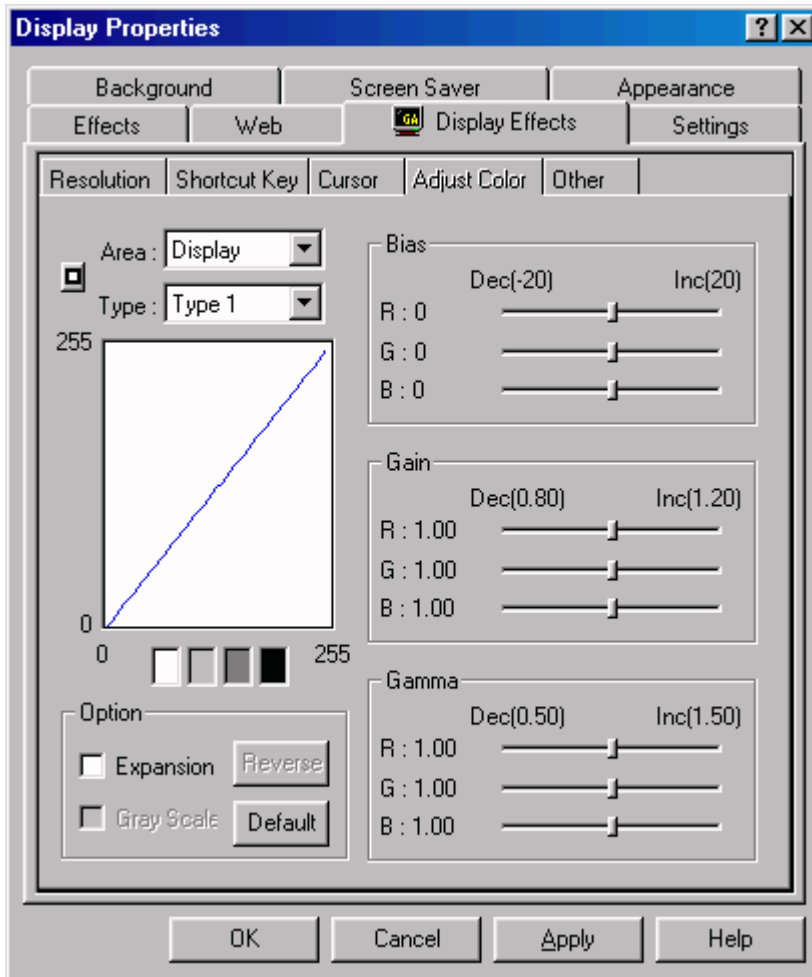 Display Properties
Background Screen Saver Appearance
Effects Web GA Display Effects Settings
Resolution Shortcut Key Cursor Adjust Color Other
Area : Display
Type : Type 1
255
0
0 255
Option
Expansion Reverse
Gray Scale Default
Bias
Dec(-20) Inc(20)
R : 0
G : 0
B : 0
Gain
Dec(0.80) Inc(1.20)
R : 1.00
G : 1.00
B : 1.00
Gamma
Dec(0.50) Inc(1.50)
R : 1.00
G : 1.00
B : 1.00
OK Cancel Apply Help